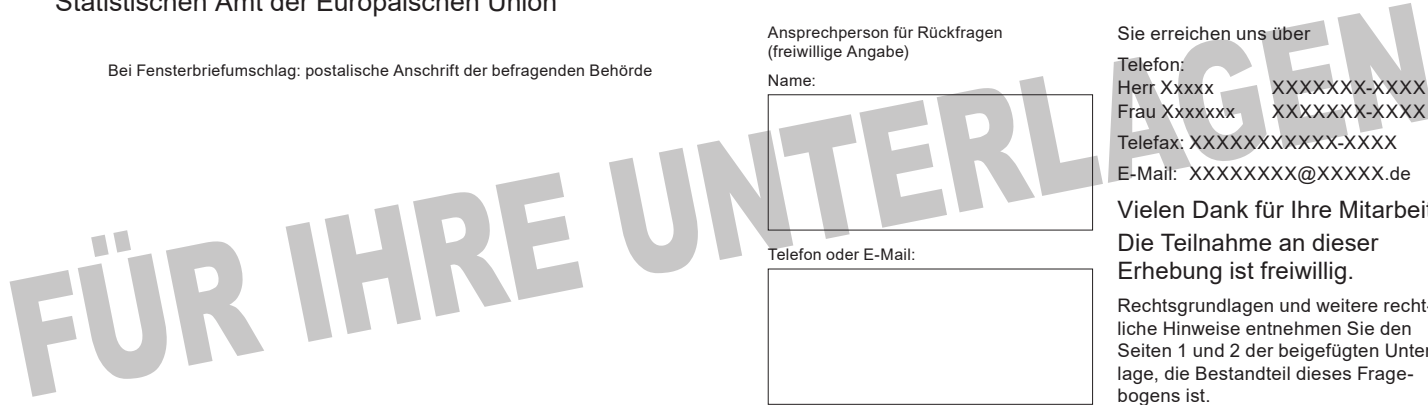 Statistischen Amt der Europäischen Union
Bei Fensterbriefumschlag: postalische Anschrift der befragenden Behörde
Ansprechperson für Rückfragen
(freiwillige Angabe)
Name:
Telefon oder E-Mail:
Sie erreichen uns über
Telefon:
Herr Xxxxx XXXXXXX-XXXX
Frau Xxxxxxx XXXXXXX-XXXX
Telefax: XXXXXXXXXXX-XXXX
E-Mail: XXXXXXXX@XXXXX.de
Vielen Dank für Ihre Mitarbeit
Die Teilnahme an dieser
Erhebung ist freiwillig.
Rechtsgrundlagen und weitere recht-
liche Hinweise entnehmen Sie den
Seiten 1 und 2 der beigefügten Unter
lage, die Bestandteil dieses Frage-
bogens ist.
FÜR IHRE UNTERLAGEN